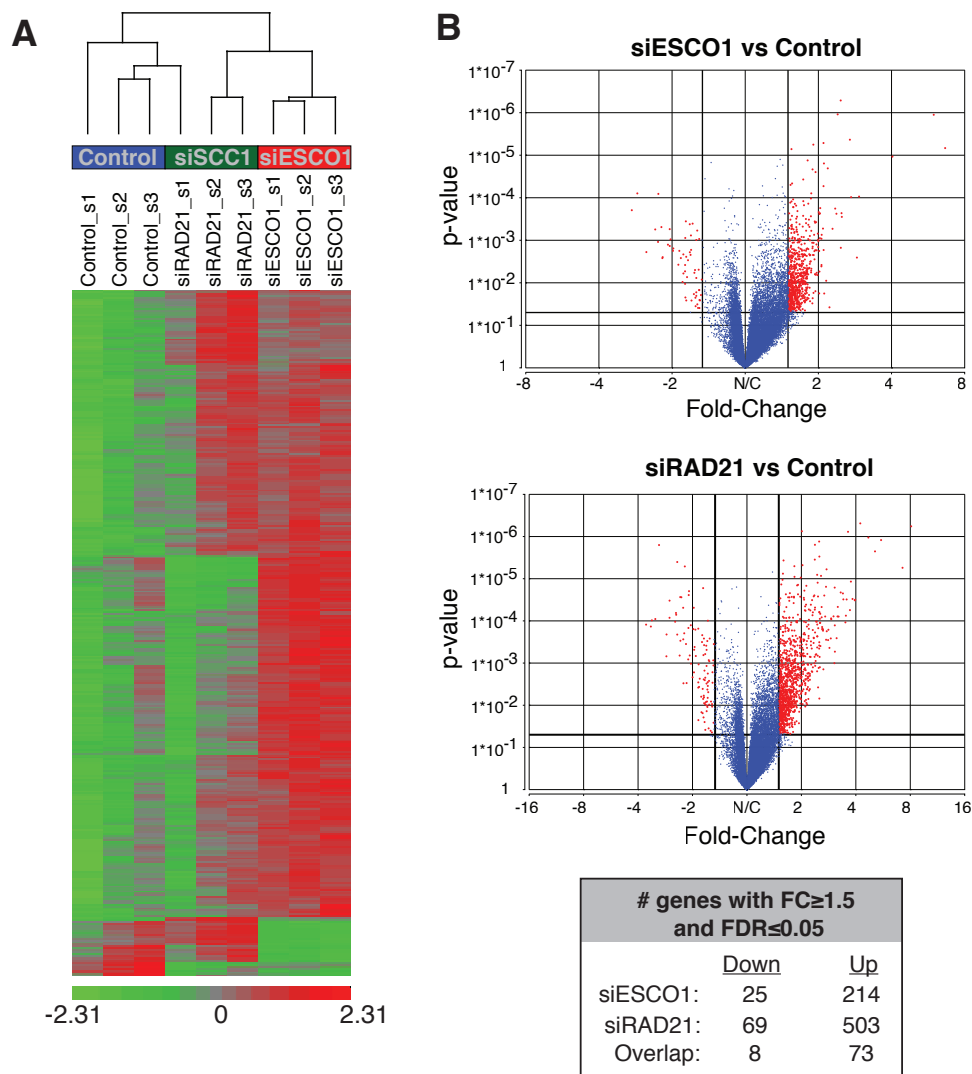 A
Control siSCC1 siESCO1
Control_s1
Control_s2
Control_s3
siRAD21_s1
siRAD21_s2
siRAD21_s3
siESCO1_s1
siESCO1_s2
siESCO1_s3
-2.31 0 2.31
B
siESCO1 vs Control
p-value
1*10-7
1*10-6
1*10-5
1*10-4
1*10-3
1*10-2
1*10-1
1
-8 -4 -2 N/C 2 4 8
Fold-Change
siRAD21 vs Control
p-value
1*10-7
1*10-6
1*10-5
1*10-4
1*10-3
1*10-2
1*10-1
1
-16 -8 -4 -2 N/C 2 4 8 16
Fold-Change
# genes with FC≥1.5
and FDR≤0.05
Down Up
siESCO1: 25 214
siRAD21: 69 503
Overlap: 8 73